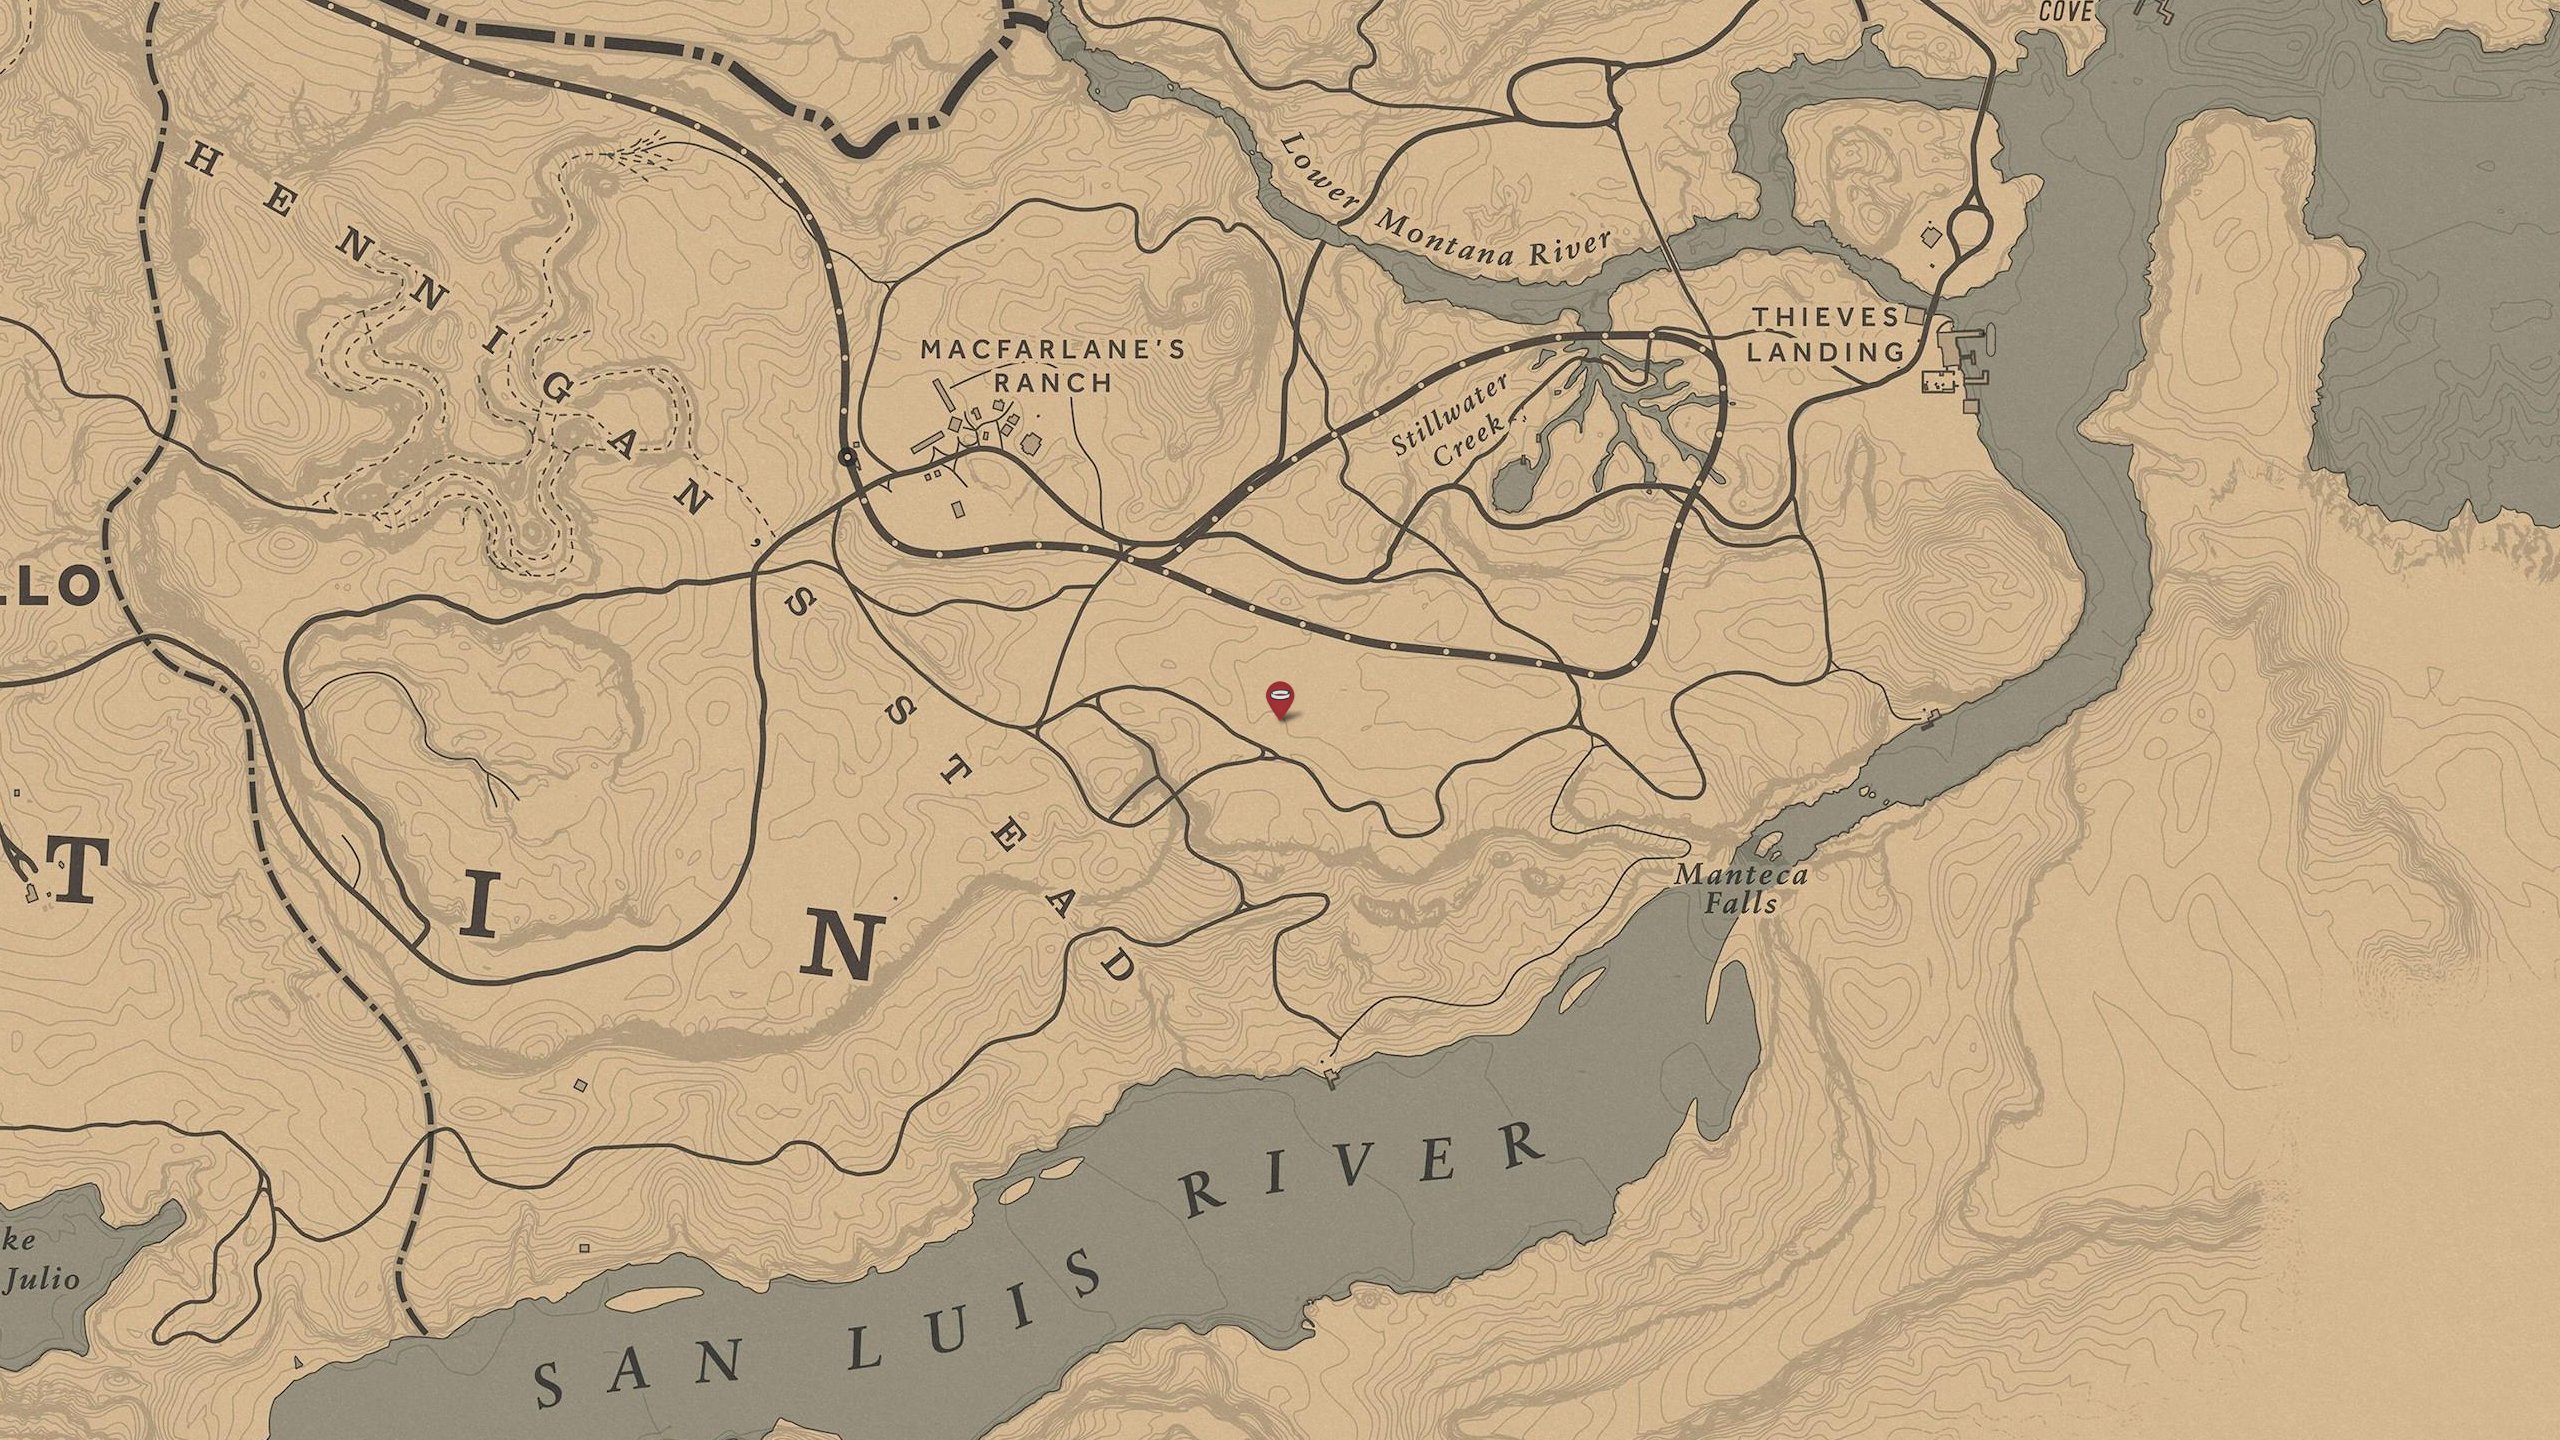 COVE
HENNIGAN'S STEAD
Lower Montana River
THIEVES
LANDING
MACFARLANE'S
RANCH
Stillwater
Creek
LLO
T I N
Manteca
Falls
ke
Julio
SAN LUIS RIVER